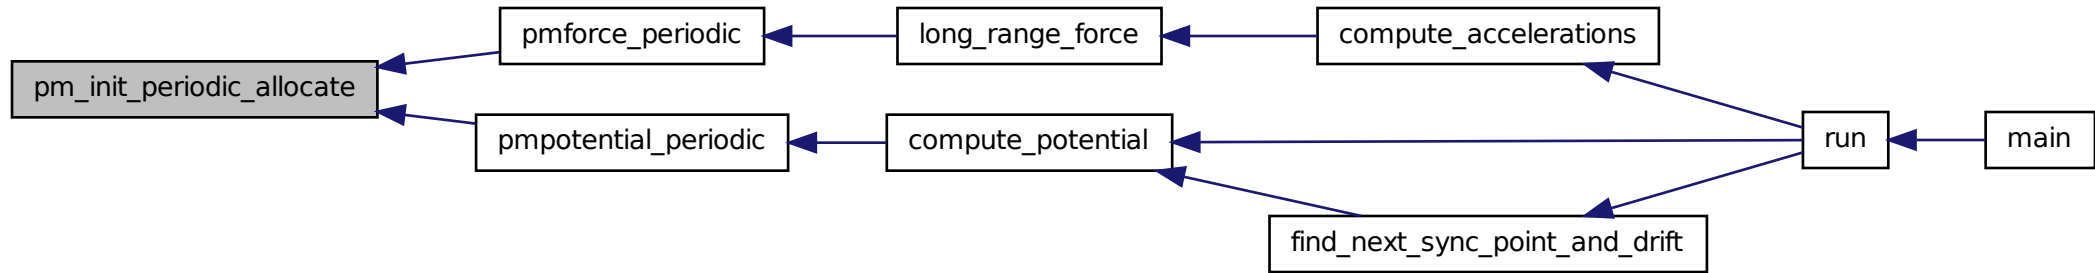 pm_init_periodic_allocate
pmforce_periodic
long_range_force
compute_accelerations
pmpotential_periodic
compute_potential
find_next_sync_point_and_drift
run
main